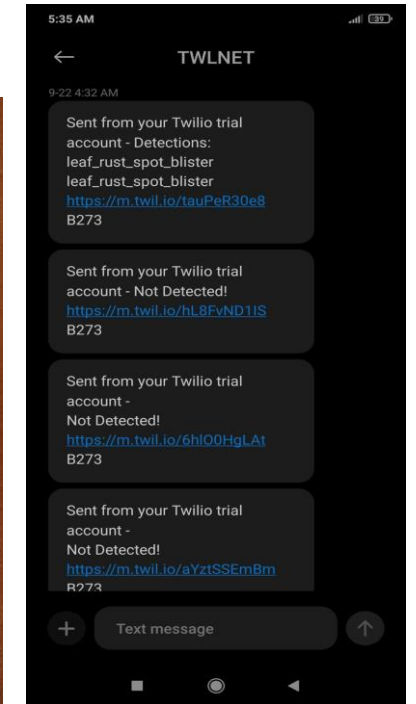 5:35 AM
39
TWLNET
9-22 4:32 AM
Sent from your Twilio trial
account - Detections:
leaf_rust_spot_blister
leaf_rust_spot_blister
https://m.twil.io/tauPeR30e8
B273
Sent from your Twilio trial
account - Not Detected!
https://m.twil.io/hL8FvND1IS
B273
Sent from your Twilio trial
account -
Not Detected!
https://m.twil.io/6hlO0HgLAt
B273
Sent from your Twilio trial
account -
Not Detected!
https://m.twil.io/aYztSSEmBm
B273
Text message